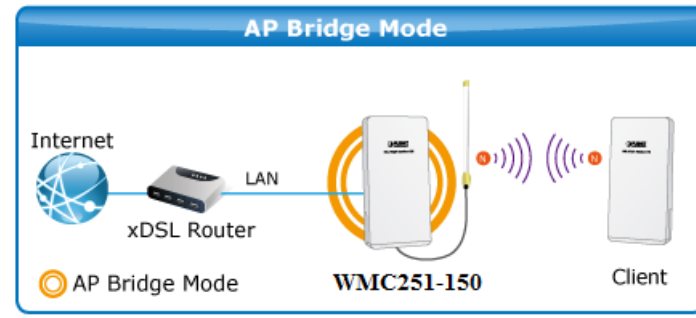 AP Bridge Mode
Internet
LAN
xDSL Router
N
N
AP Bridge Mode
WMC251-150
Client